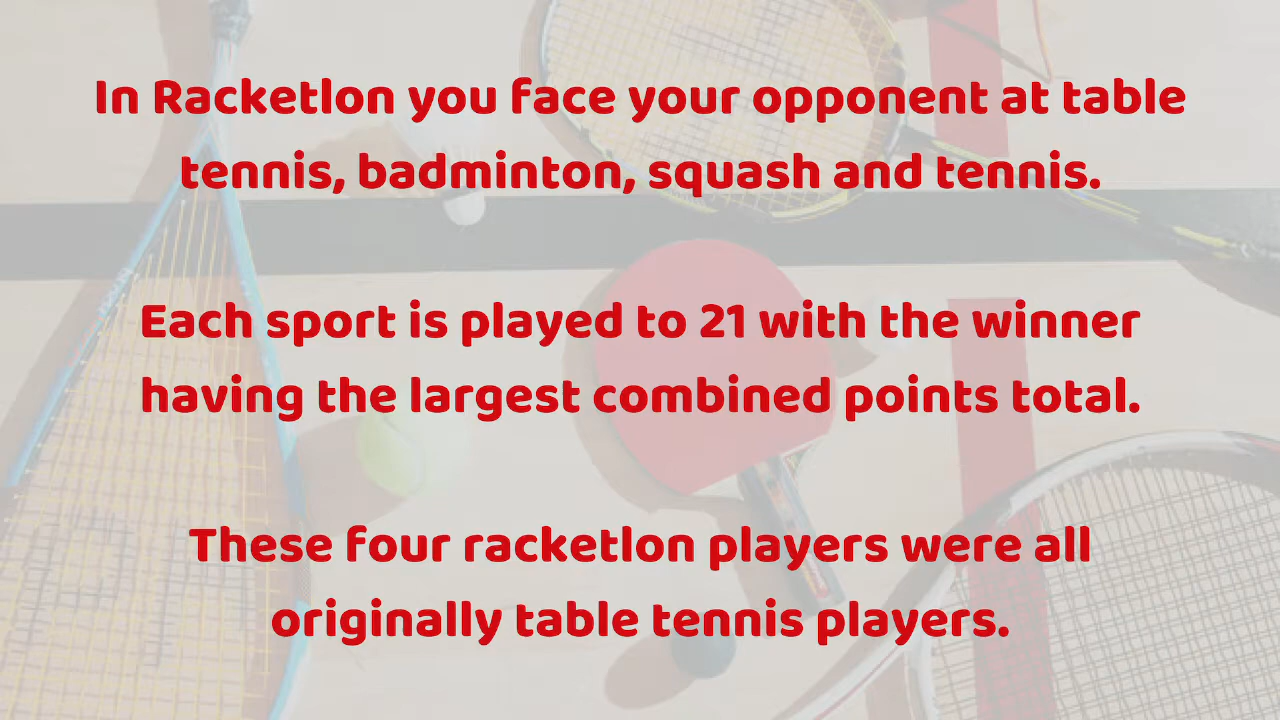 In Racketlon you face your opponent at table
tennis, badminton, squash and tennis.
Each sport is played to 21 with the winner
having the largest combined points total.
These four racketlon players were all
originally table tennis players.